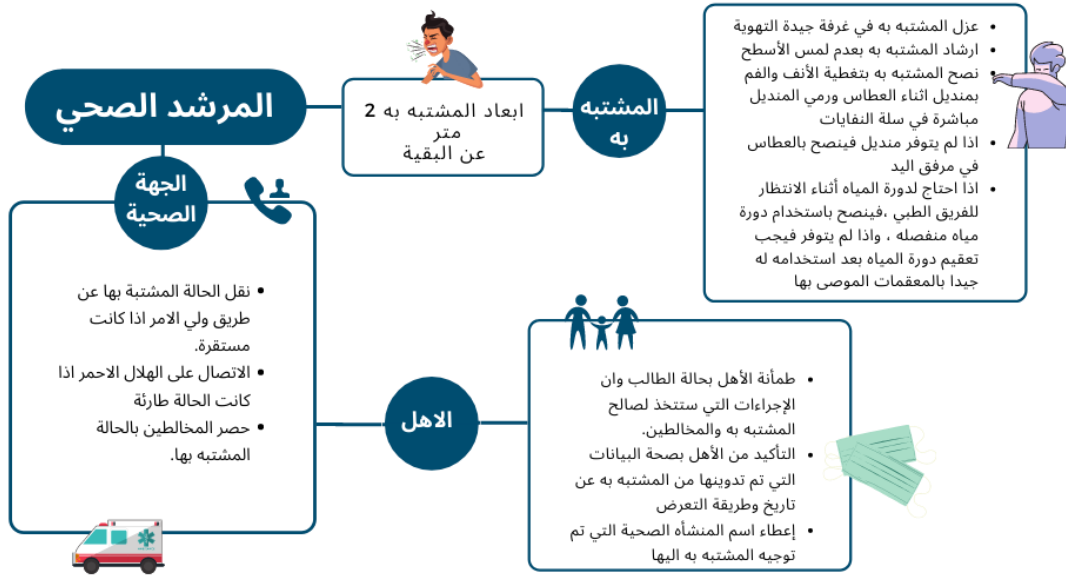 المرشد الصحي
ابعاد المشتبه به 2
متر
عن البقية
المشتبه
به
• عزل المشتبه به في غرفة جيدة التهوية
• ارشاد المشتبه به بعدم لمس الأسطح
• نصح المشتبه به بتغطية الأنف والفم
بمنديل اثناء العطاس ورمي المنديل
مباشرة في سلة النفايات
• اذا لم يتوفر منديل فينصح بالعطاس
في مرفق اليد
• اذا احتاج لدورة المياه أثناء الانتظار
للفريق الطبي ،فينصح باستخدام دورة
مياه منفصله ، واذا لم يتوفر فيجب
تعقيم دورة المياه بعد استخدامه له
جيدا بالمعقمات الموصى بها
الجهة
الصحية
• نقل الحالة المشتبة بها عن
طريق ولي الامر اذا كانت
مستقرة.
• الاتصال على الهلال الاحمر اذا
كانت الحالة طارئة
• حصر المخالطين بالحالة
المشتبه بها.
الاهل
• طمأنة الأهل بحالة الطالب وان
الإجراءات التي ستتخذ لصالح
المشتبه به والمخالطين.
• التأكيد من الأهل بصحة البيانات
التي تم تدوينها من المشتبه به عن
تاريخ وطريقة التعرض
• إعطاء اسم المنشأه الصحية التي تم
توجيه المشتبه به اليها